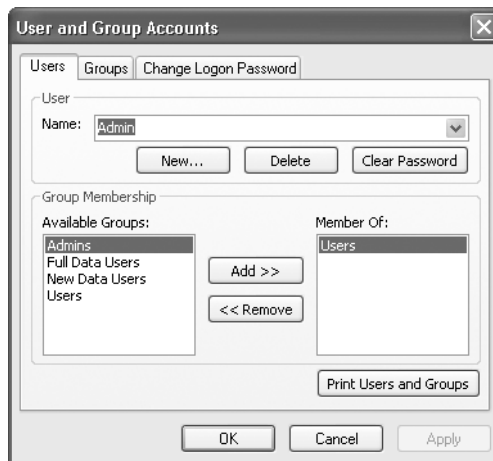 User and Group Accounts
Users Groups Change Logon Password
User
Name: Admin
New... Delete Clear Password
Group Membership
Available Groups:
Admins
Full Data Users
New Data Users
Users
Add >>
<< Remove
Member Of:
Users
Print Users and Groups
OK Cancel Apply